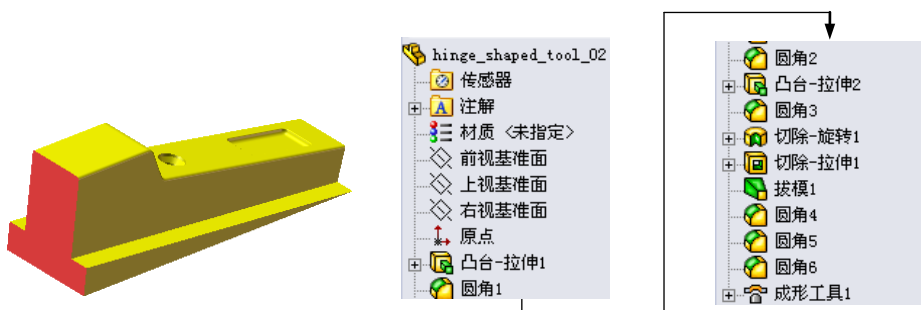 hinge_shaped_tool_02
传感器
注解
材质 <未指定>
前视基准面
上视基准面
右视基准面
原点
凸台-拉伸1
圆角1
圆角2
凸台-拉伸2
圆角3
切除-旋转1
切除-拉伸1
拔模1
圆角4
圆角5
圆角6
成形工具1